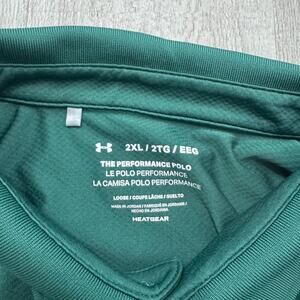 2XL / 2TG / EEG
THE PERFORMANCE POLO
LE POLO PERFORMANCE
LA CAMISA POLO PERFORMANCE
LOOSE / COUPE LÂCHE / SUELTO
MADE IN JORDAN / FABRIQUÉ EN JORDANIE /
HECHO EN JORDANIA
HEATGEAR